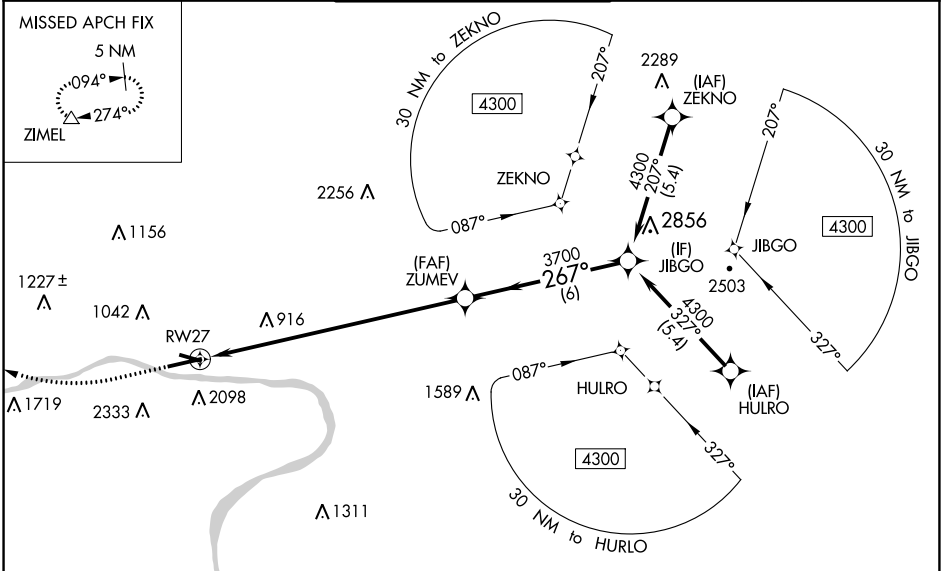 MISSED APCH FIX
5 NM
094°
274°
ZIMEL
30 NM to ZEKNO
4300
207°
ZEKNO
087°
2289
(IAF)
ZEKNO
4300
207°
(5.4)
2856
(IF)
JIBGO
207°
30 NM to JIBGO
4300
JIBGO
2503
327°
2256
1156
1227±
1042
916
RW27
(FAF)
ZUMEV
3700
267°
(6)
4300
327°
(5.4)
(IAF)
HULRO
1719
2333
2098
1589
087°
HULRO
327°
4300
30 NM to HURLO
1311